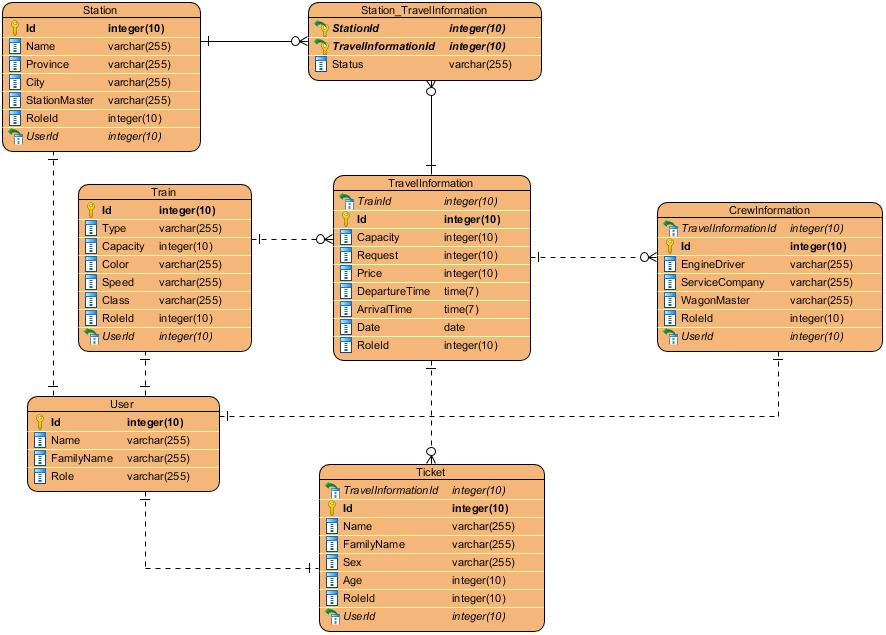 Station
Id integer(10)
Name varchar(255)
Province varchar(255)
City varchar(255)
StationMaster varchar(255)
RoleId integer(10)
UserId integer(10)
Station_TravelInformation
StationId integer(10)
TravelInformationId integer(10)
Status varchar(255)
Train
Id integer(10)
Type varchar(255)
Capacity integer(10)
Color varchar(255)
Speed varchar(255)
Class varchar(255)
RoleId integer(10)
UserId integer(10)
TravelInformation
TrainId integer(10)
Id integer(10)
Capacity integer(10)
Request integer(10)
Price integer(10)
DepartureTime time(7)
ArrivalTime time(7)
Date date
RoleId integer(10)
CrewInformation
TravelInformationId integer(10)
Id integer(10)
EngineDriver varchar(255)
ServiceCompany varchar(255)
WagonMaster varchar(255)
RoleId integer(10)
UserId integer(10)
User
Id integer(10)
Name varchar(255)
FamilyName varchar(255)
Role varchar(255)
Ticket
TravelInformationId integer(10)
Id integer(10)
Name varchar(255)
FamilyName varchar(255)
Sex varchar(255)
Age integer(10)
RoleId integer(10)
UserId integer(10)